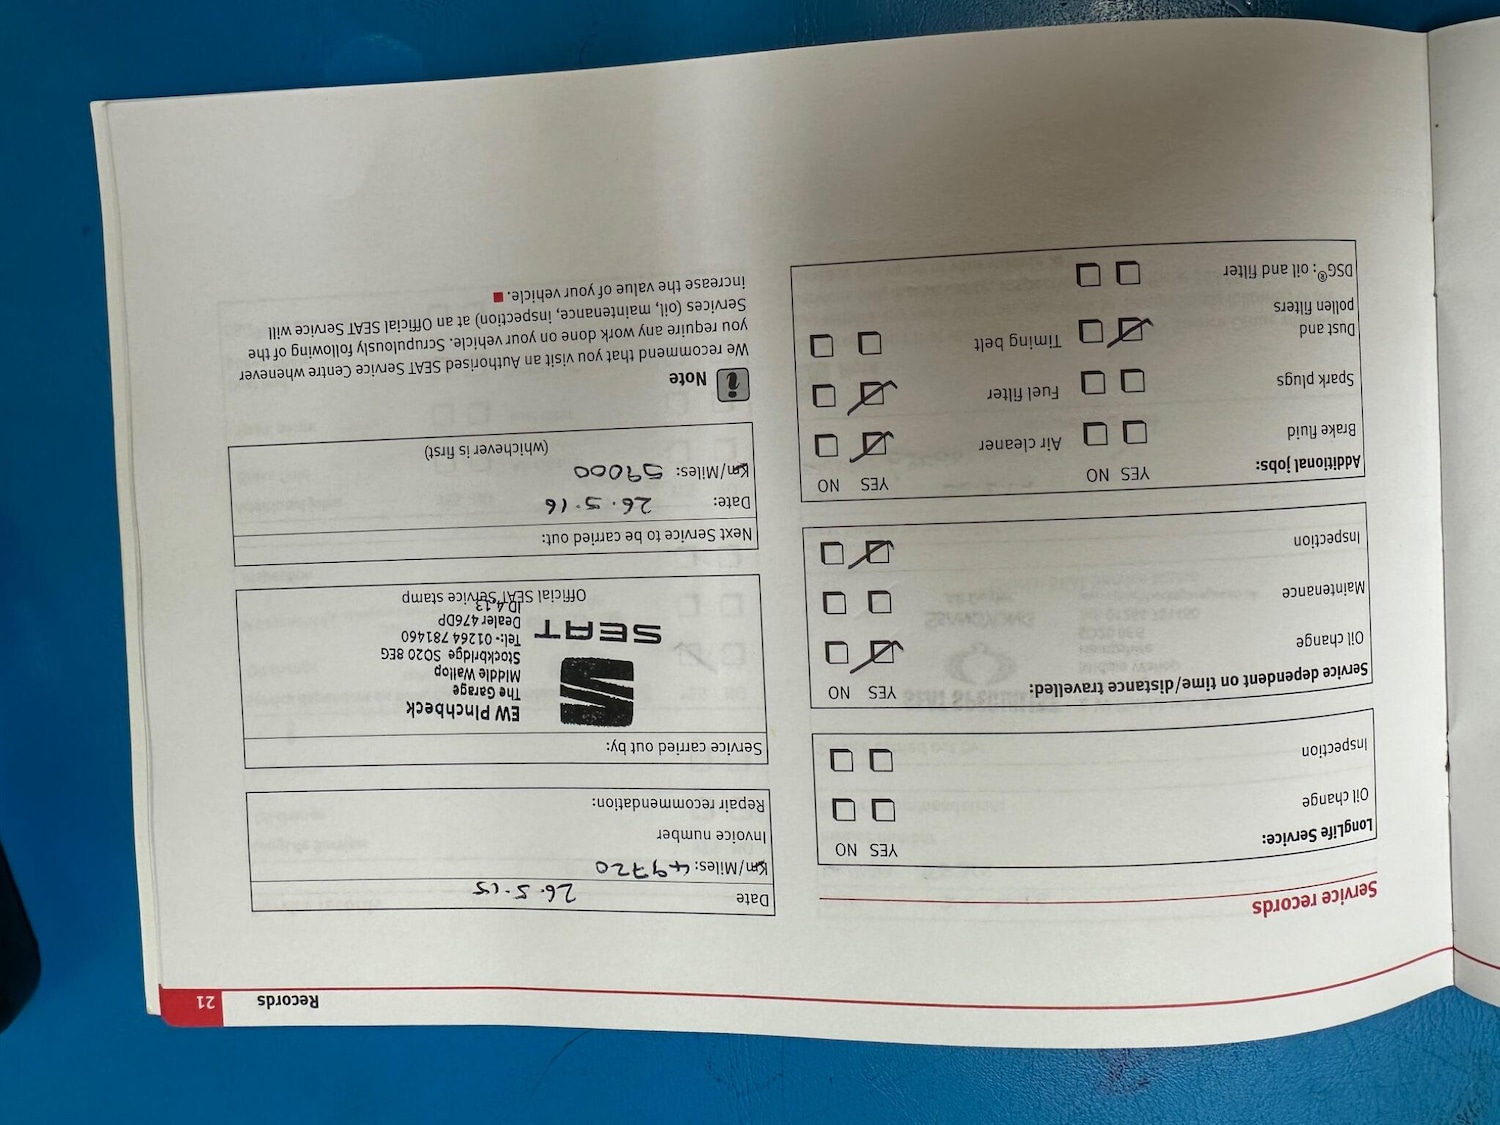 Records 21
Service records
LongLife Service:
YES NO
Oil change
Inspection
Service dependent on time/distance travelled:
YES NO
Oil change
Maintenance
Inspection
Additional jobs:
YES NO YES NO
Brake fluid Air cleaner
Spark plugs Fuel filter
Dust and
pollen filters Timing belt
DSG®: oil and filter
Date 26.5.15
Km/Miles: 49720
Invoice number
Repair recommendation:
Service carried out by:
EW Pinchbeck
The Garage
Middle Wallop
Stockbridge SO20 8EG
Tel:- 01264 781460
Dealer 476DP
ID4-13
SEAT
Official SEAT Service stamp
Next Service to be carried out:
Date: 26.5.16
Km/Miles: 59000
(whichever is first)
i Note
We recommend that you visit an Authorised SEAT Service Centre whenever
you require any work done on your vehicle. Scrupulously following of the
Services (oil, maintenance, inspection) at an Official SEAT Service will
increase the value of your vehicle.